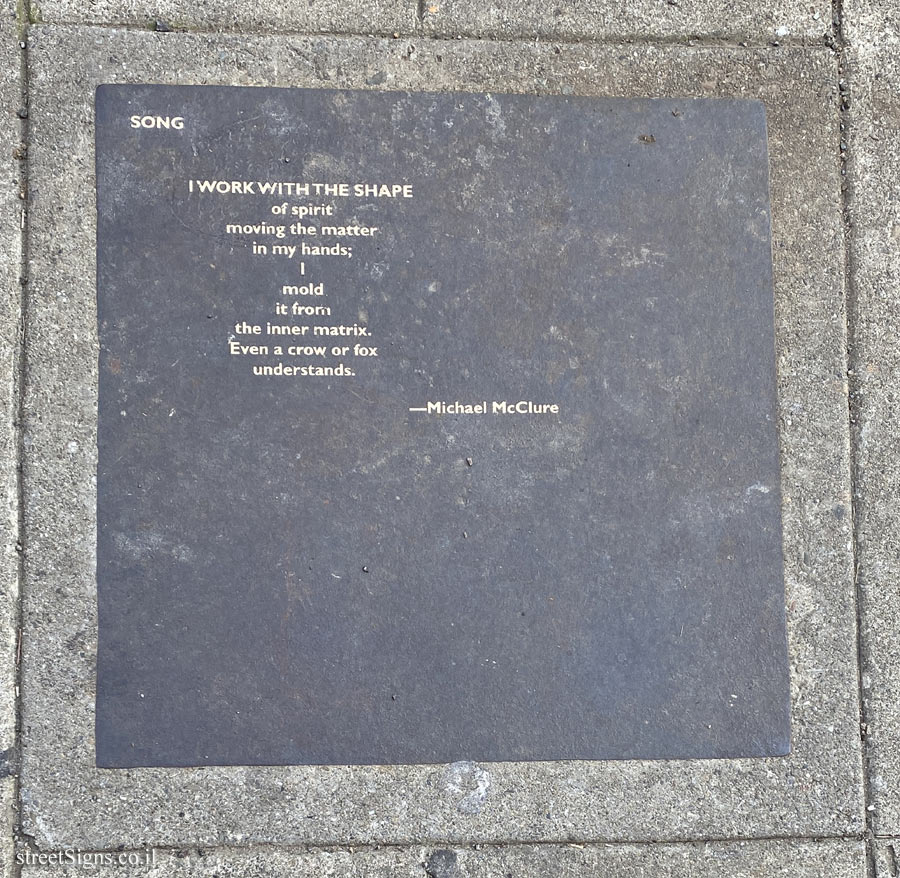 SONG
I WORK WITH THE SHAPE
of spirit
moving the matter
in my hands;
I
mold
it from
the inner matrix.
Even a crow or fox
understands.
—Michael McClure
streetSigns.co.il